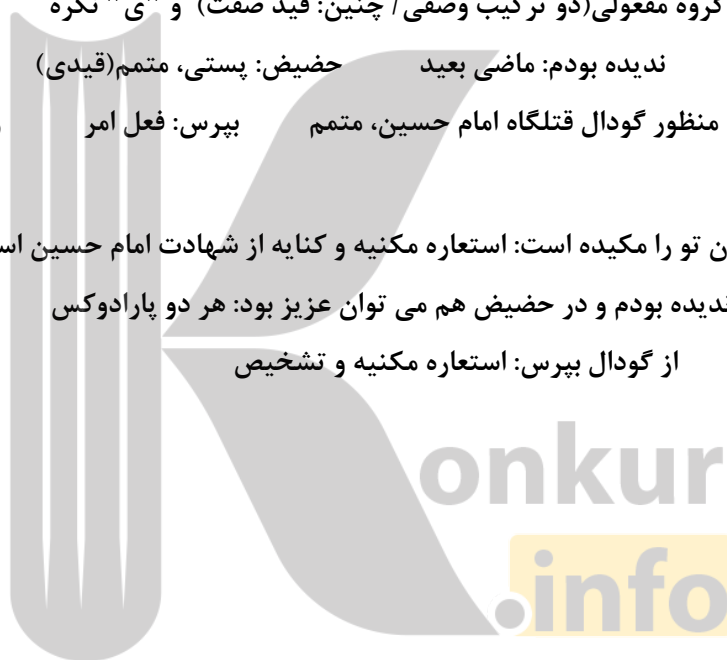 گروه مفعولی(دو ترکیب وصفی/ چنین: قید صفت) و "ی" نکره
ندیده بودم: ماضی بعید حضیض: پستی، متمم(قیدی)
منظور گودال قتلگاه امام حسین، متمم بپرس: فعل امر
تو را مکیده است: استعاره مکنیه و کنایه از شهادت امام حسین
ندیده بودم و در حضیض هم می توان عزیز بود: هر دو پارادوکس
از گودال بپرس: استعاره مکنیه و تشخیص
Konkur
.info